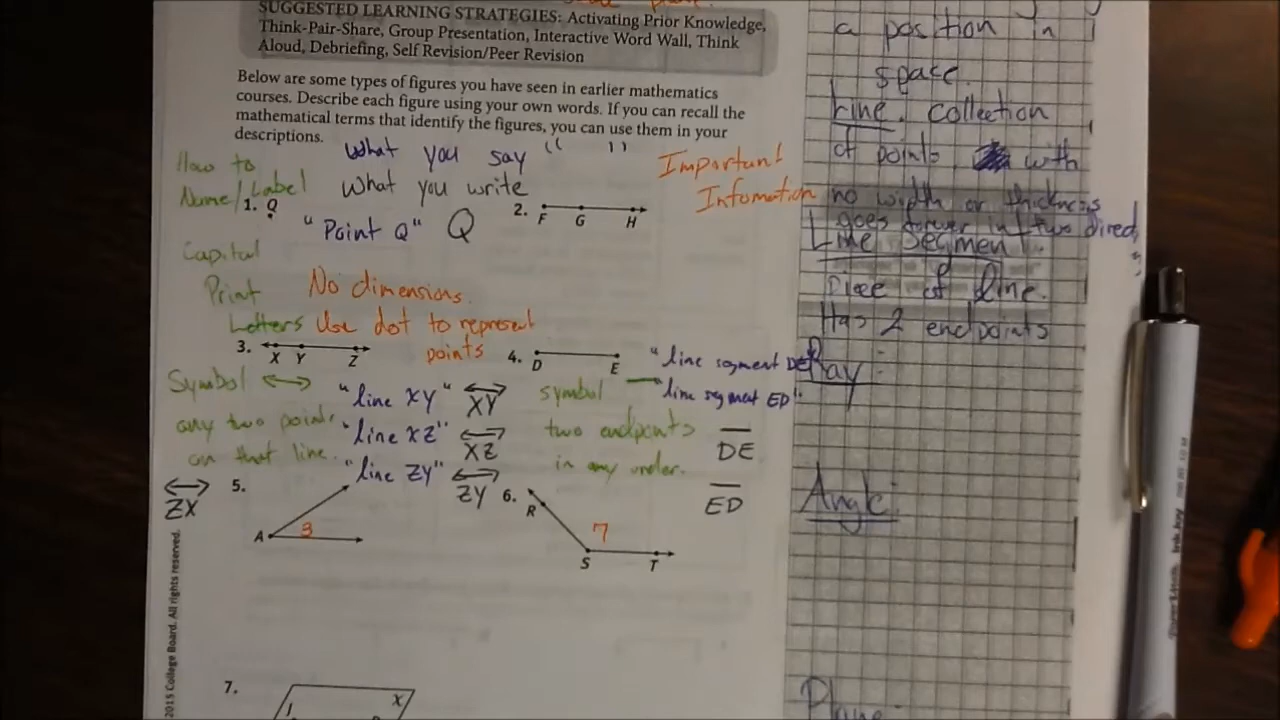 SUGGESTED LEARNING STRATEGIES: Activating Prior Knowledge,
Think-Pair-Share, Group Presentation, Interactive Word Wall, Think
Aloud, Debriefing, Self Revision/Peer Revision
Below are some types of figures you have seen in earlier mathematics
courses. Describe each figure using your own words. If you can recall the
mathematical terms that identify the figures, you can use them in your
descriptions.
How to
Name/Label
What you say " "
What you write
Important
Infomation
1. Q
"Point Q" Q
2. F G H
Capital
Print
Letters
No dimensions.
Use dot to represent
points
3. X Y Z
4. D E
"line segment DE"
"line segment ED"
Symbol ↔
any two points
on that line.
"line XY" XY
"line XZ" XZ
"line ZY" ZY
ZX
symbol
two endpoints
in any order.
DE
ED
5. A 3
6. R S T 7
7. J X
2015 College Board. All rights reserved.
a position in
space.
Line. collection
of points with
no width or thickness
goes forever in two direct
Line Segment.
Piece of line.
Has 2 endpoints
Ray:
Angle:
Plane: